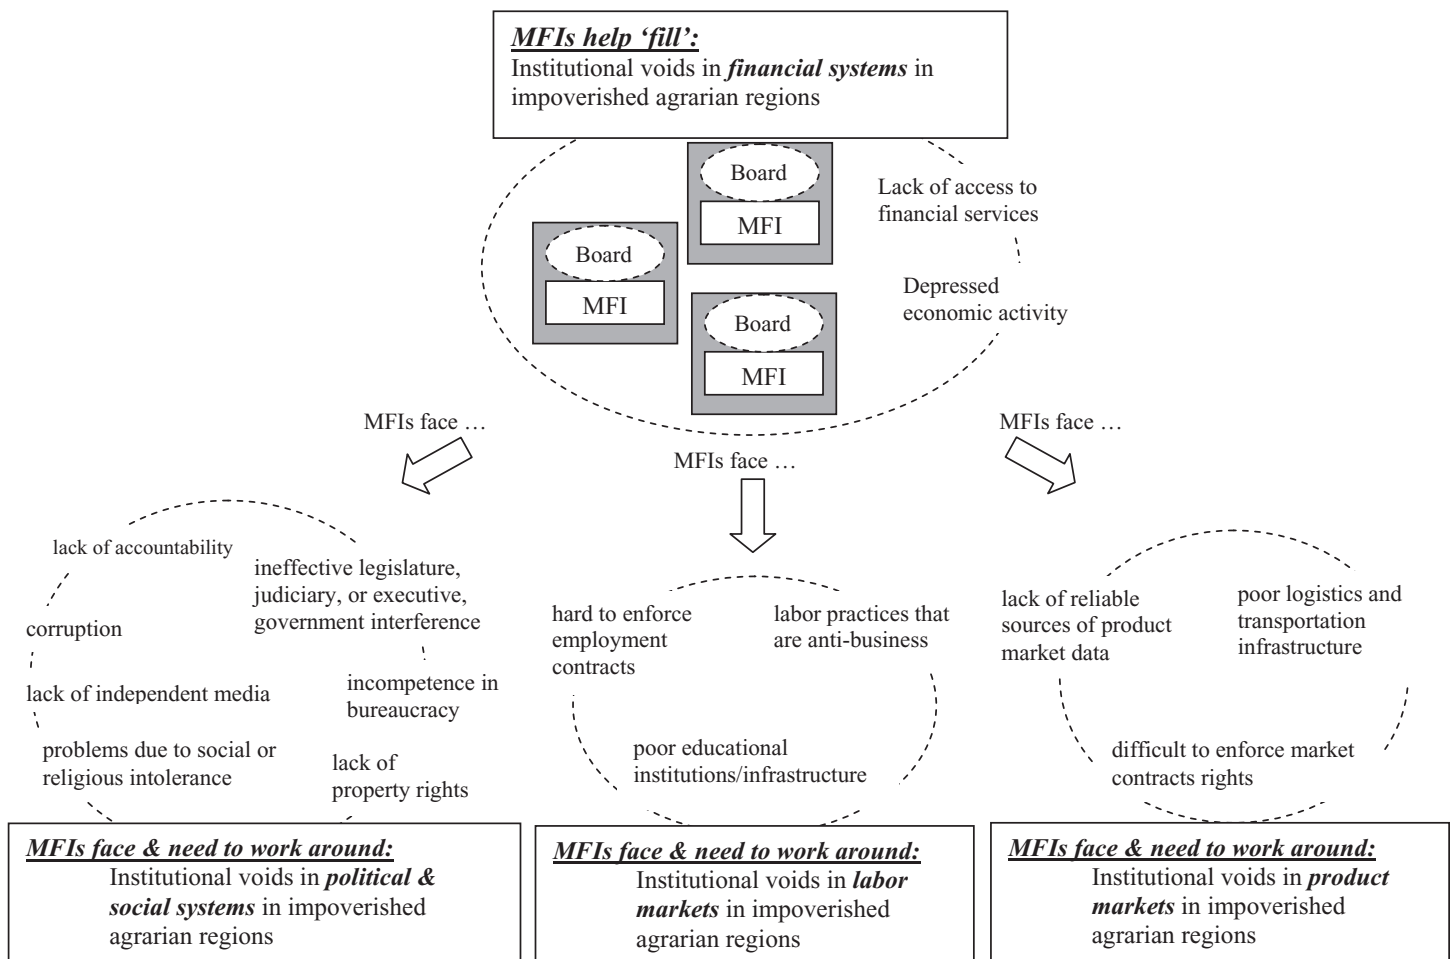 MFIs help ‘fill’:
Institutional voids in financial systems in
impoverished agrarian regions
Board
MFI
Board
MFI
Board
MFI
Lack of access to
financial services
Depressed
economic activity
MFIs face …
MFIs face …
MFIs face …
lack of accountability
ineffective legislature,
judiciary, or executive,
government interference
corruption
lack of independent media
incompetence in
bureaucracy
problems due to social or
religious intolerance
lack of
property rights
MFIs face & need to work around:
Institutional voids in political &
social systems in impoverished
agrarian regions
hard to enforce
employment
contracts
labor practices that
are anti-business
poor educational
institutions/infrastructure
MFIs face & need to work around:
Institutional voids in labor
markets in impoverished
agrarian regions
lack of reliable
sources of product
market data
poor logistics and
transportation
infrastructure
difficult to enforce market
contracts rights
MFIs face & need to work around:
Institutional voids in product
markets in impoverished
agrarian regions